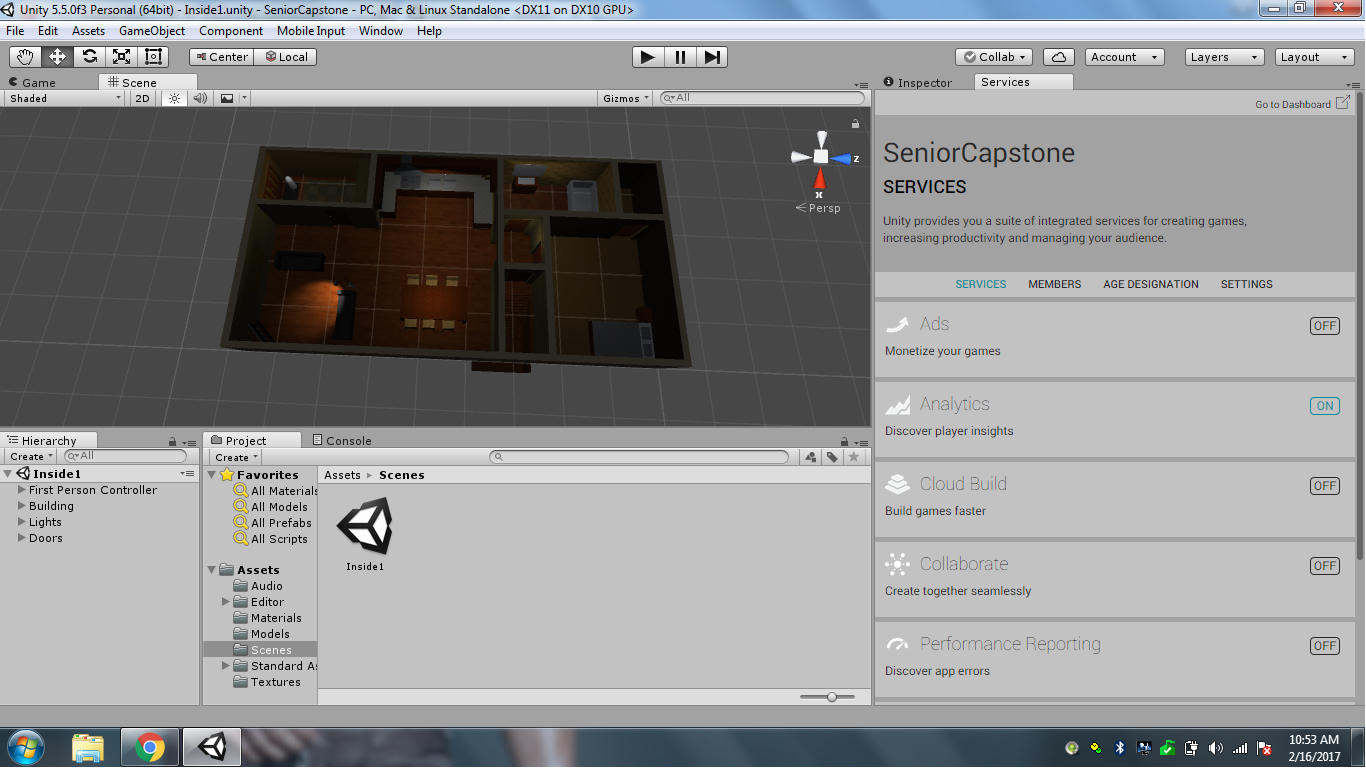 Unity 5.5.0f3 Personal (64bit) - Inside1.unity - SeniorCapstone - PC, Mac & Linux Standalone <DX11 on DX10 GPU>
File Edit Assets GameObject Component Mobile Input Window Help
Center Local Collab Account Layers Layout
Game Scene
Shaded 2D Gizmos All
z
x
Persp
Inspector Services
Go to Dashboard
SeniorCapstone
SERVICES
Unity provides you a suite of integrated services for creating games,
increasing productivity and managing your audience.
SERVICES MEMBERS AGE DESIGNATION SETTINGS
Ads OFF
Monetize your games
Analytics ON
Discover player insights
Cloud Build OFF
Build games faster
Collaborate OFF
Create together seamlessly
Performance Reporting OFF
Discover app errors
Hierarchy
Create All
Inside1
First Person Controller
Building
Lights
Doors
Project Console
Create
Favorites
All Materials
All Models
All Prefabs
All Scripts
Assets
Audio
Editor
Materials
Models
Scenes
Standard As
Textures
Assets Scenes
Inside1
10:53 AM
2/16/2017